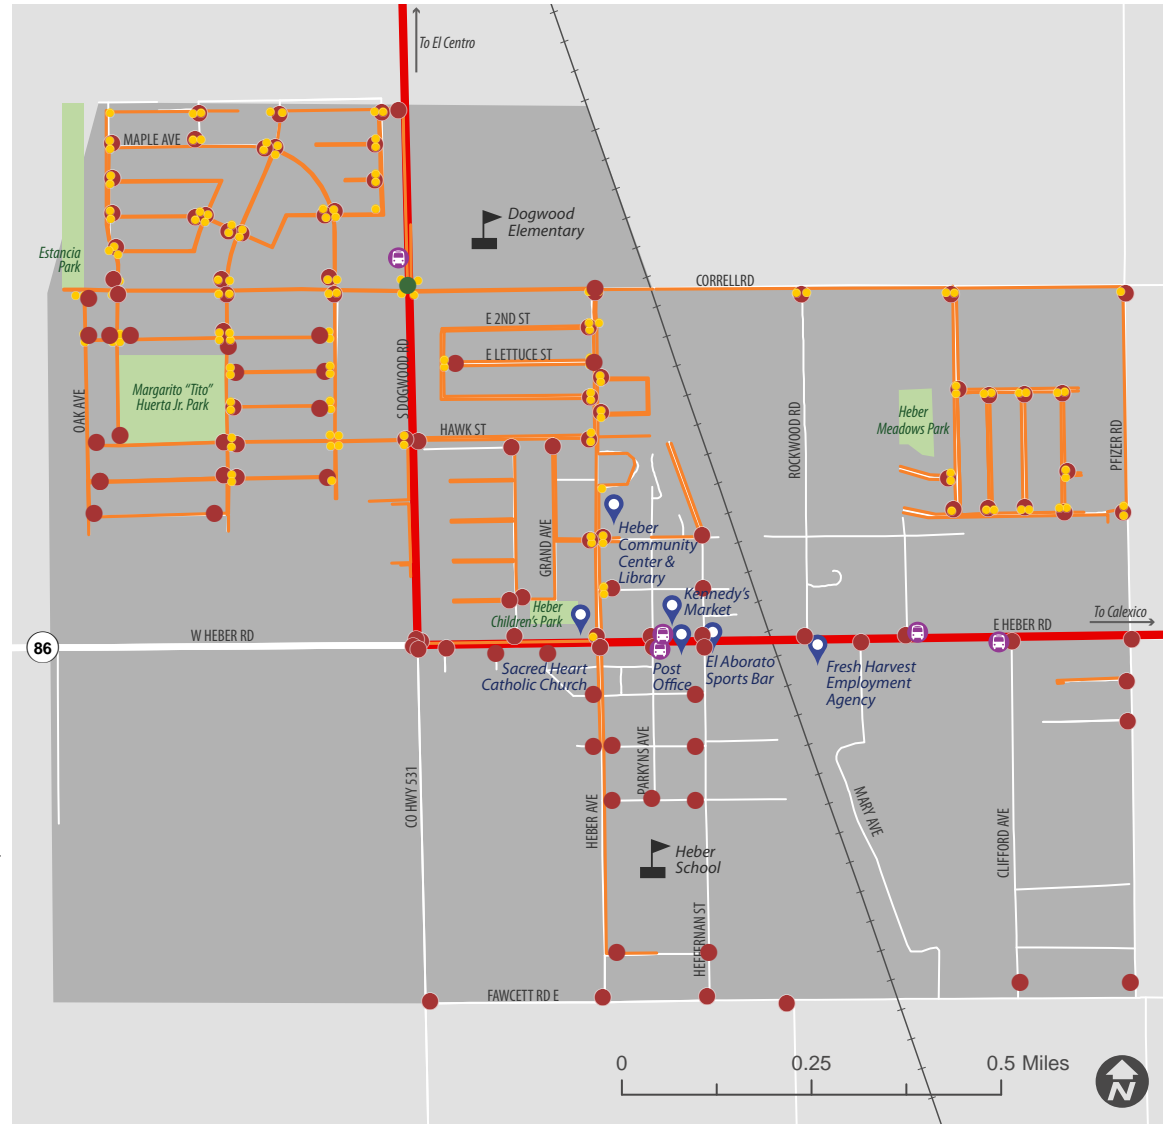 To El Centro
MAPLE AVE
Dogwood
Elementary
Estancia
Park
CORRELLRD
E 2ND ST
E LETTUCE ST
S DOGWOOD RD
Margarito “Tito”
Huerta Jr. Park
OAK AVE
HAWK ST
ROCKWOOD RD
Heber
Meadows Park
PFIZER RD
GRAND AVE
Heber
Community
Center &
Library
Kennedy's
Market
Heber
Children's Park
To Calexico
E HEBER RD
W HEBER RD
86
Sacred Heart
Catholic Church
Post
Office
El Aborato
Sports Bar
Fresh Harvest
Employment
Agency
CO HWY 531
PARKYNS AVE
HEBER AVE
MARY AVE
CLIFFORD AVE
Heber
School
HEFFERNAN ST
FAWCETT RD E
0 0.25 0.5 Miles
N